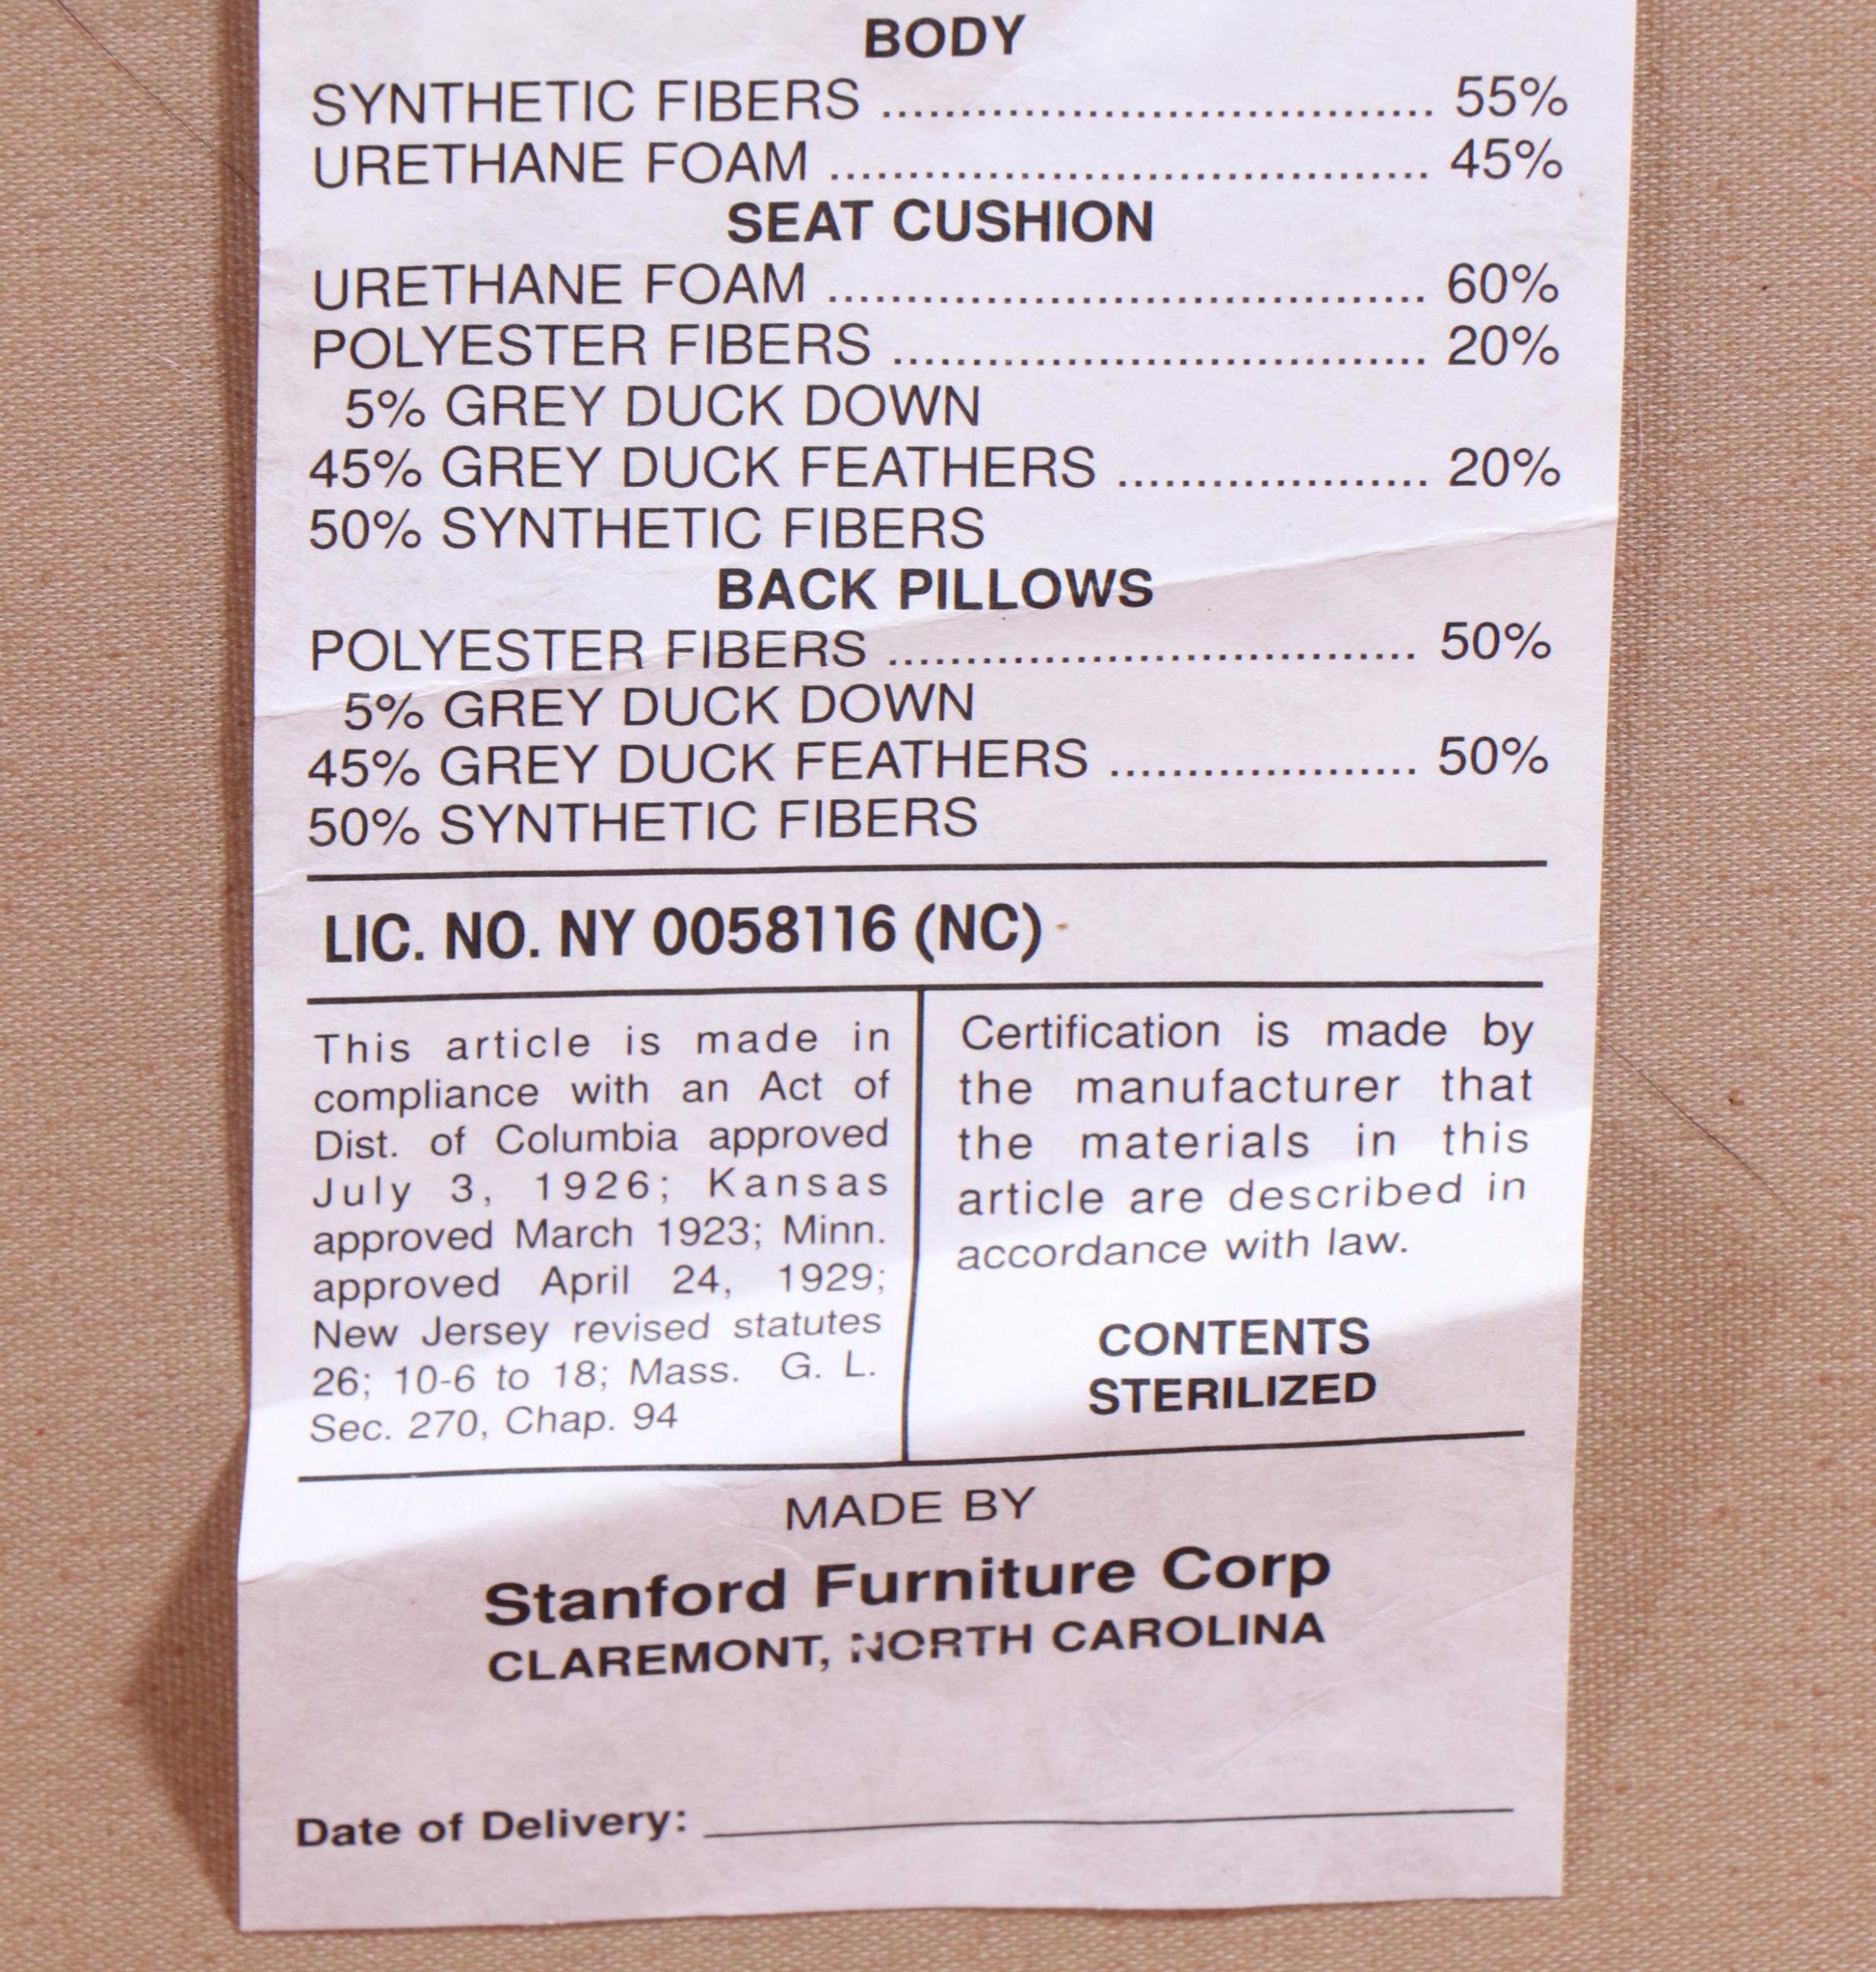 BODY
SYNTHETIC FIBERS .................................... 55%
URETHANE FOAM ....................................... 45%
SEAT CUSHION
URETHANE FOAM ....................................... 60%
POLYESTER FIBERS ................................... 20%
5% GREY DUCK DOWN
45% GREY DUCK FEATHERS .................... 20%
50% SYNTHETIC FIBERS
BACK PILLOWS
POLYESTER FIBERS ................................... 50%
5% GREY DUCK DOWN
45% GREY DUCK FEATHERS .................... 50%
50% SYNTHETIC FIBERS
LIC. NO. NY 0058116 (NC)
This article is made in
compliance with an Act of
Dist. of Columbia approved
July 3, 1926; Kansas
approved March 1923; Minn.
approved April 24, 1929;
New Jersey revised statutes
26; 10-6 to 18; Mass. G. L.
Sec. 270, Chap. 94
Certification is made by
the manufacturer that
the materials in this
article are described in
accordance with law.
CONTENTS
STERILIZED
MADE BY
Stanford Furniture Corp
CLAREMONT, NORTH CAROLINA
Date of Delivery: